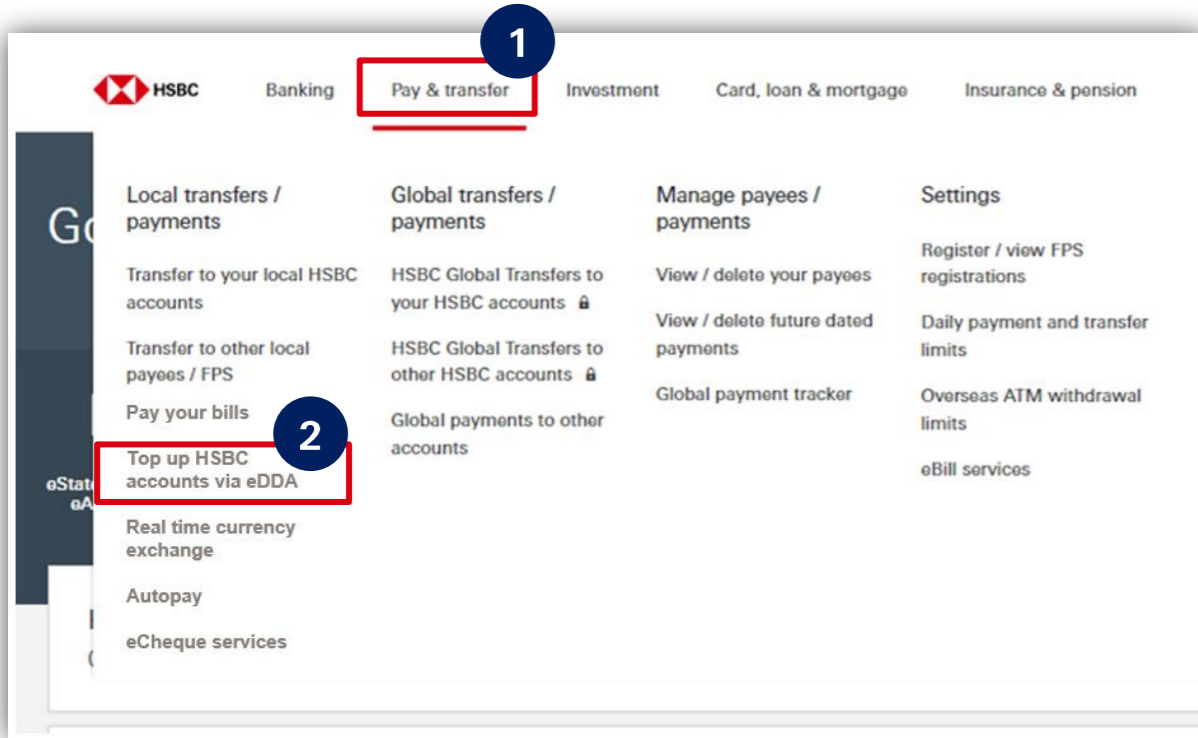 1
HSBC
Banking
Pay & transfer
Investment
Card, loan & mortgage
Insurance & pension
Local transfers /
payments
Transfer to your local HSBC
accounts
Transfer to other local
payees / FPS
Pay your bills
2
Top up HSBC
accounts via eDDA
Real time currency
exchange
Autopay
eCheque services
Global transfers /
payments
HSBC Global Transfers to
your HSBC accounts
HSBC Global Transfers to
other HSBC accounts
Global payments to other
accounts
Manage payees /
payments
View / delete your payees
View / delete future dated
payments
Global payment tracker
Settings
Register / view FPS
registrations
Daily payment and transfer
limits
Overseas ATM withdrawal
limits
eBill services
Go
eState
eA